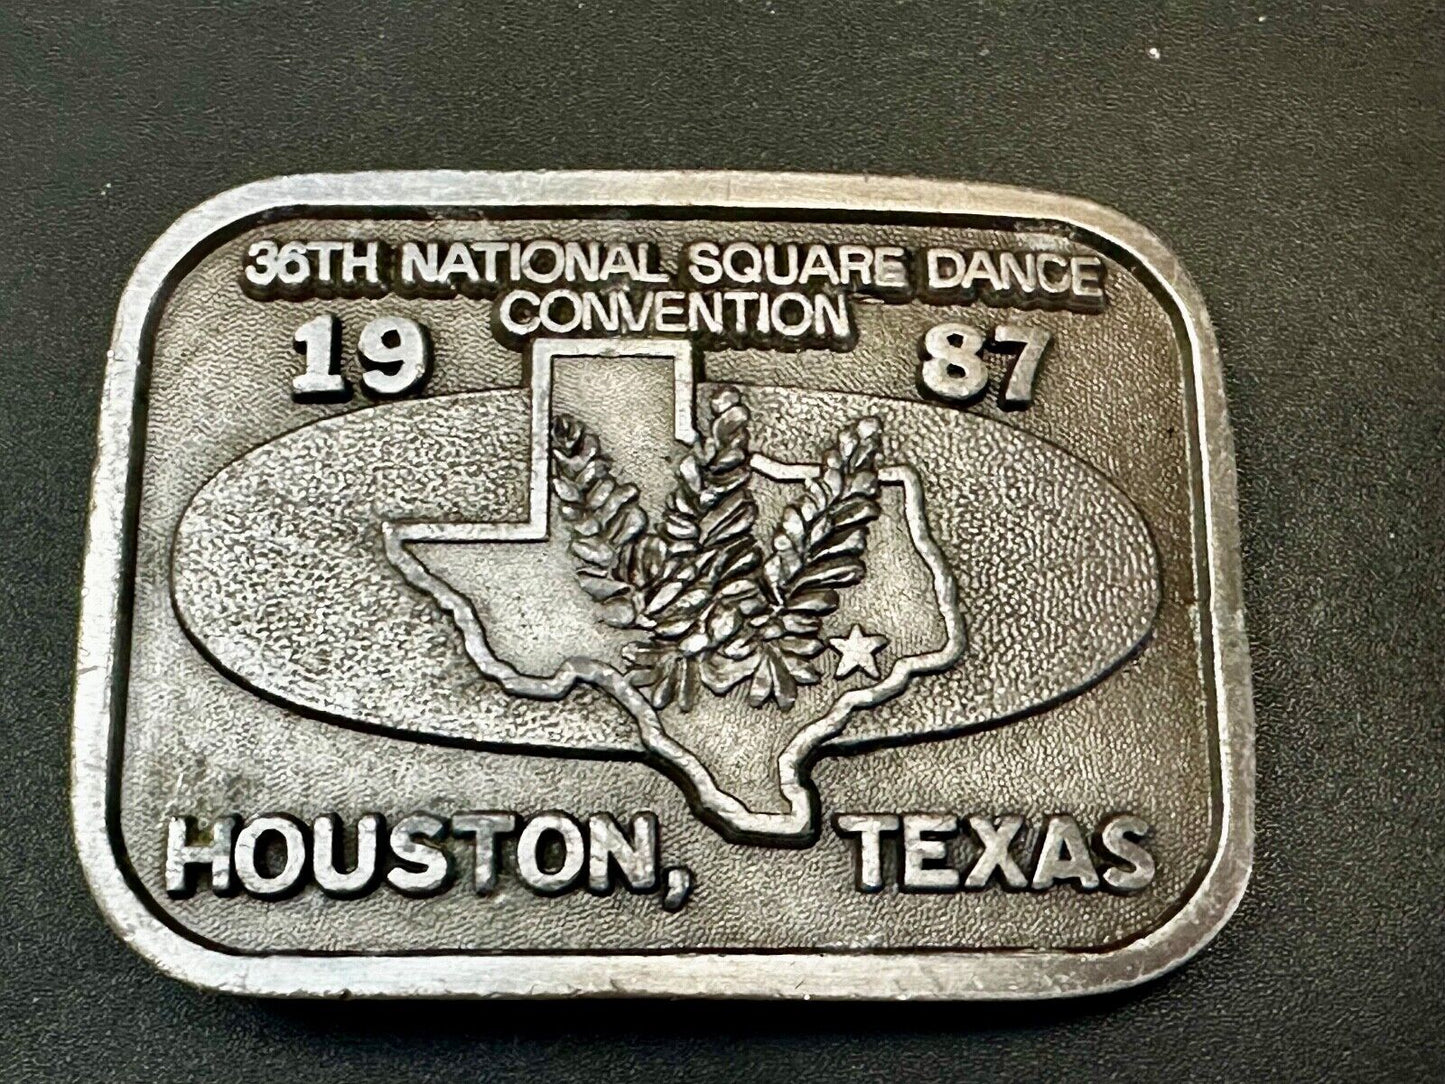 36TH NATIONAL SQUARE DANCE
CONVENTION
19 87
HOUSTON, TEXAS